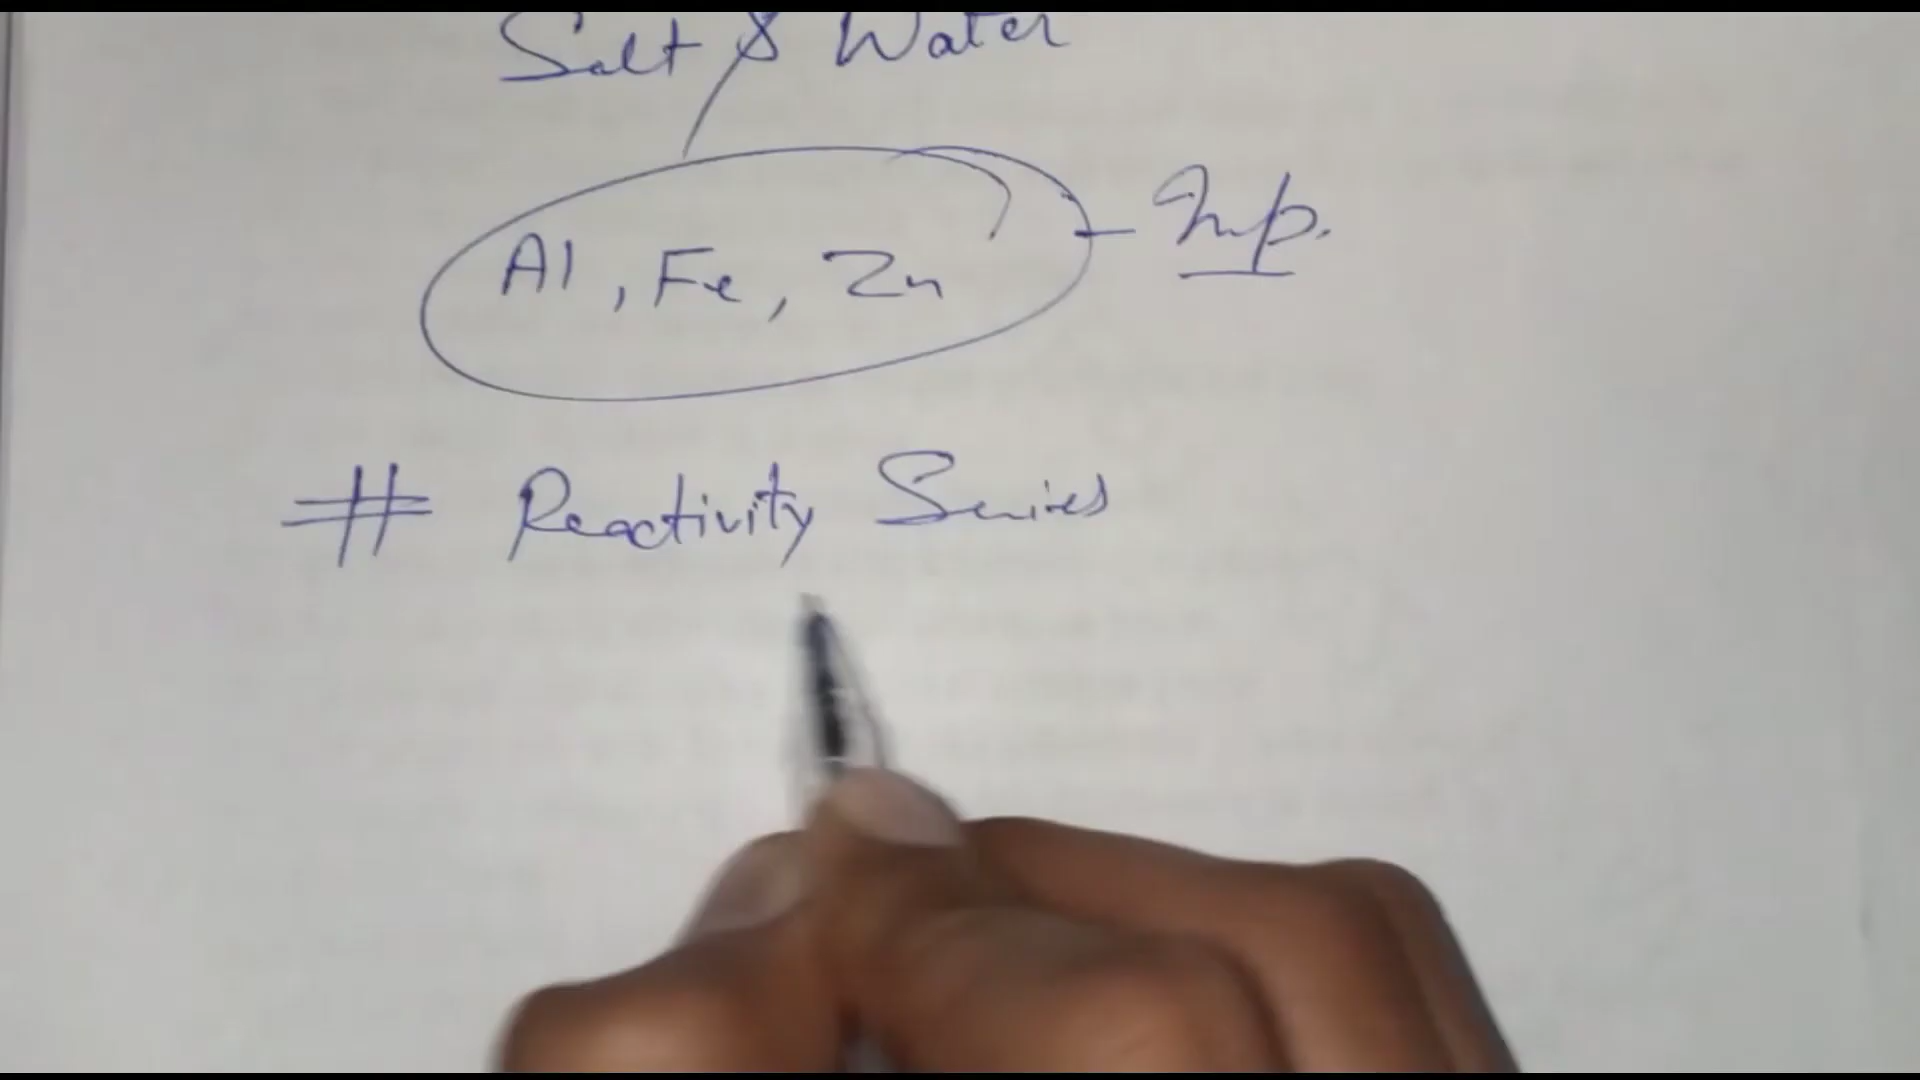 Salt & Water
Al, Fe, Zn - Imp.
# Reactivity Series